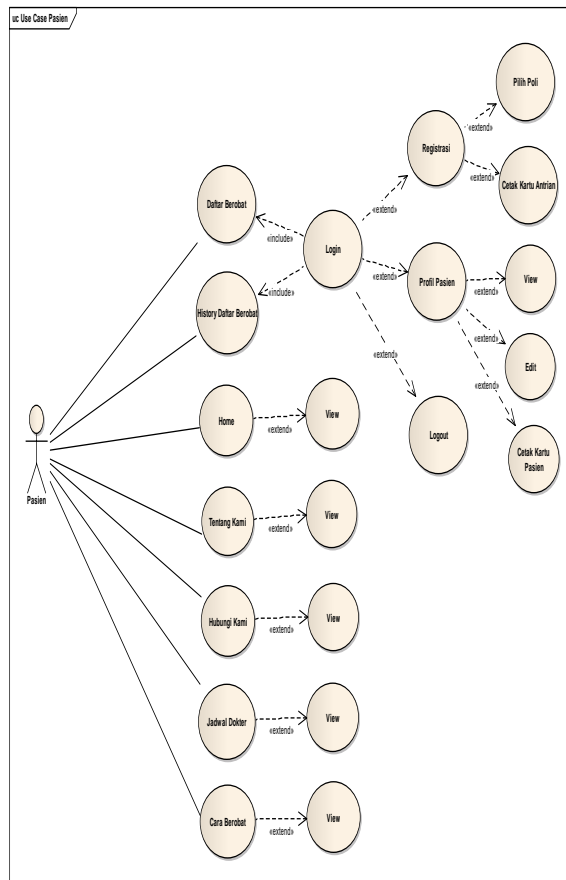 uc Use Case Pasien
Pilih Poli
«extend»
Registrasi
«extend»
Cetak Kartu Antrian
Daftar Berobat
«extend»
«include»
Login
«extend»
Profil Pasien
«extend»
View
«include»
History Daftar Berobat
«extend»
Edit
«extend»
«extend»
Home
«extend»
View
Logout
Cetak Kartu
Pasien
Pasien
Tentang Kami
«extend»
View
Hubungi Kami
«extend»
View
Jadwal Dokter
«extend»
View
Cara Berobat
«extend»
View